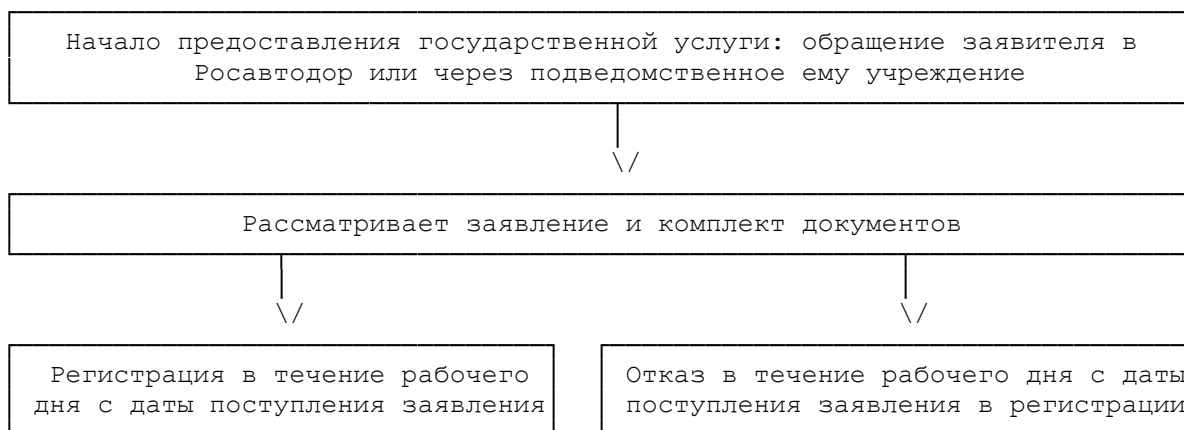 Начало предоставления государственной услуги: обращение заявителя в
Росавтодор или через подведомственное ему учреждение
\/
Рассматривает заявление и комплект документов
\/ \/
Регистрация в течение рабочего
дня с даты поступления заявления
Отказ в течение рабочего дня с даты
поступления заявления в регистрации